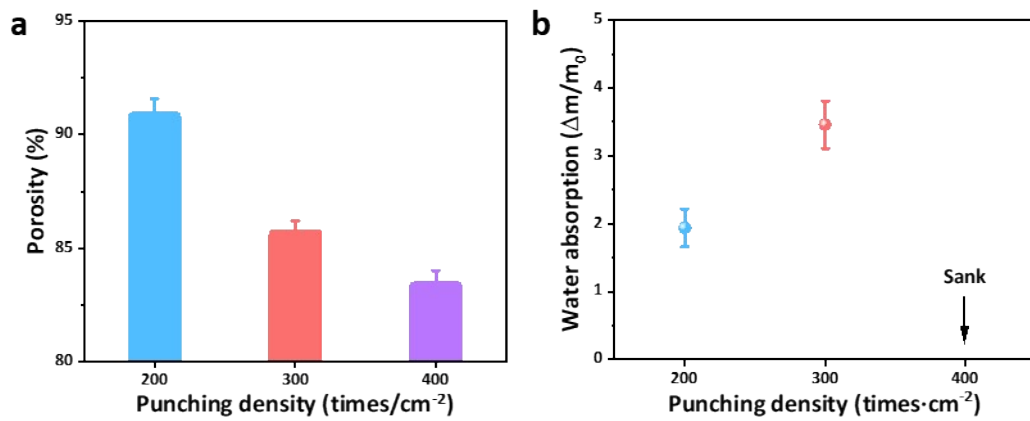 a
95
90
85
80
Porosity (%)
200 300 400
Punching density (times/cm⁻²)
b
5
4
3
2
1
0
Water absorption (Δm/m₀)
Sank
200 300 400
Punching density (times·cm⁻²)